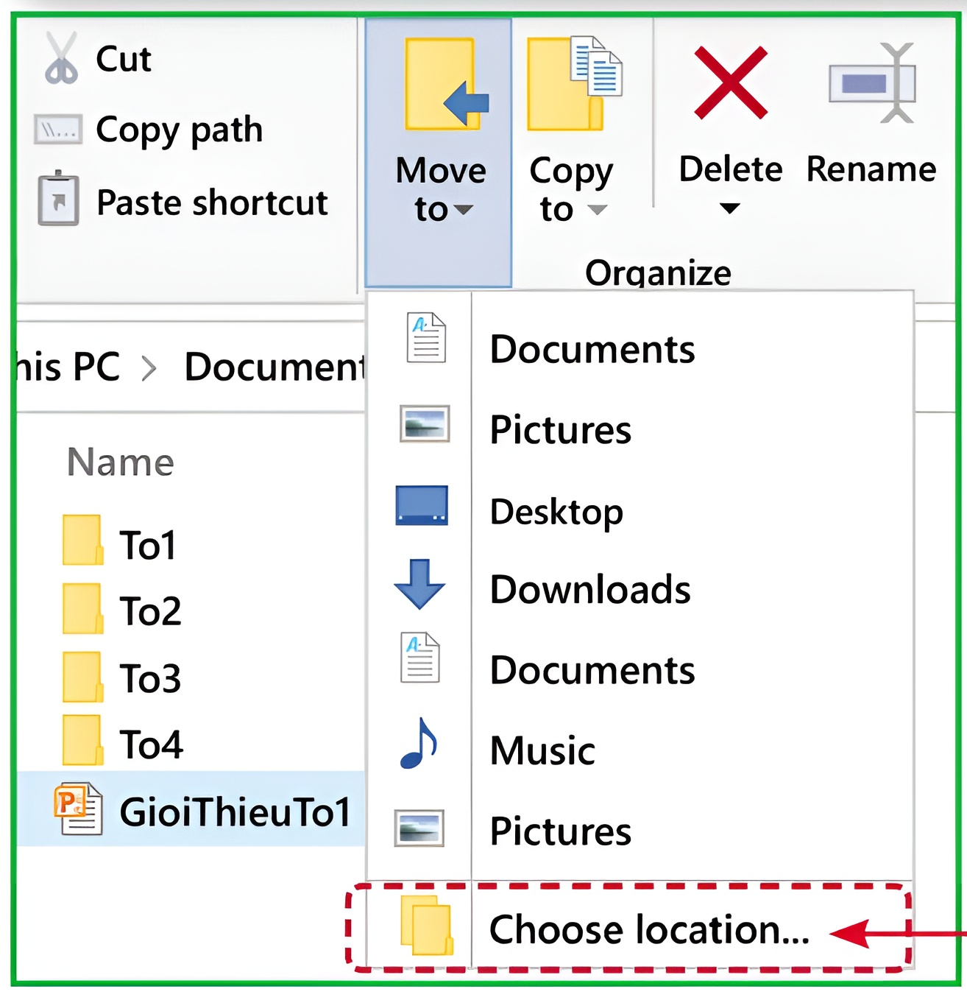 Cut
Copy path
Paste shortcut
Move
to
Copy
to
Delete
Rename
Organize
his PC > Document
Name
To1
To2
To3
To4
GioiThieuTo1
Documents
Pictures
Desktop
Downloads
Documents
Music
Pictures
Choose location...